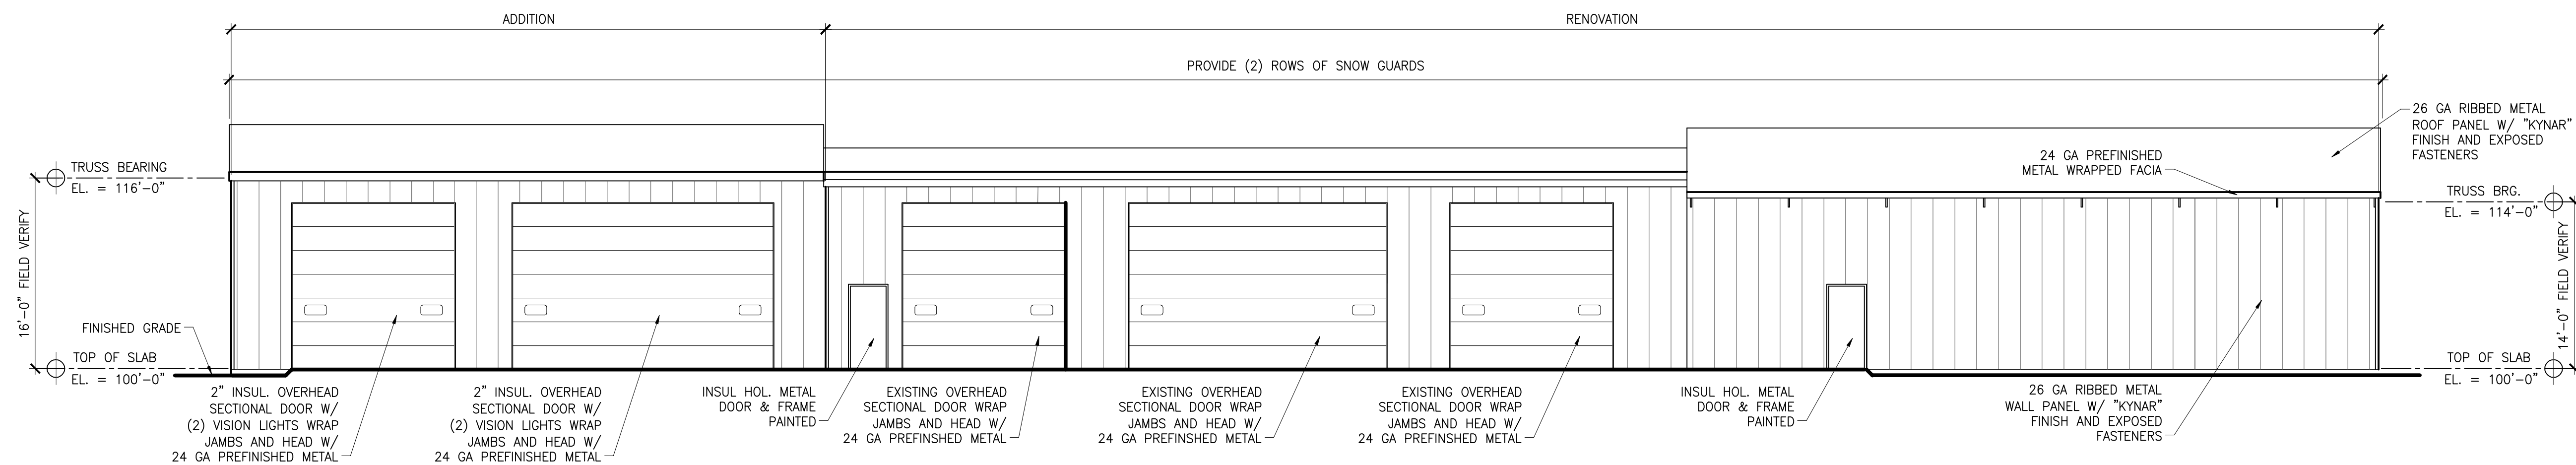 ADDITION
RENOVATION
PROVIDE (2) ROWS OF SNOW GUARDS
26 GA RIBBED METAL
ROOF PANEL W/ "KYNAR"
FINISH AND EXPOSED
FASTENERS
24 GA PREFINISHED
METAL WRAPPED FACIA
TRUSS BEARING
EL. = 116'-0"
TRUSS BRG.
EL. = 114'-0"
16'-0" FIELD VERIFY
14'-0" FIELD VERIFY
FINISHED GRADE
TOP OF SLAB
EL. = 100'-0"
TOP OF SLAB
EL. = 100'-0"
2" INSUL. OVERHEAD
SECTIONAL DOOR W/
(2) VISION LIGHTS WRAP
JAMBS AND HEAD W/
24 GA PREFINISHED METAL
2" INSUL. OVERHEAD
SECTIONAL DOOR W/
(2) VISION LIGHTS WRAP
JAMBS AND HEAD W/
24 GA PREFINISHED METAL
INSUL HOL. METAL
DOOR & FRAME
PAINTED
EXISTING OVERHEAD
SECTIONAL DOOR WRAP
JAMBS AND HEAD W/
24 GA PREFINSHED METAL
EXISTING OVERHEAD
SECTIONAL DOOR WRAP
JAMBS AND HEAD W/
24 GA PREFINSHED METAL
EXISTING OVERHEAD
SECTIONAL DOOR WRAP
JAMBS AND HEAD W/
24 GA PREFINSHED METAL
INSUL HOL. METAL
DOOR & FRAME
PAINTED
26 GA RIBBED METAL
WALL PANEL W/ "KYNAR"
FINISH AND EXPOSED
FASTENERS